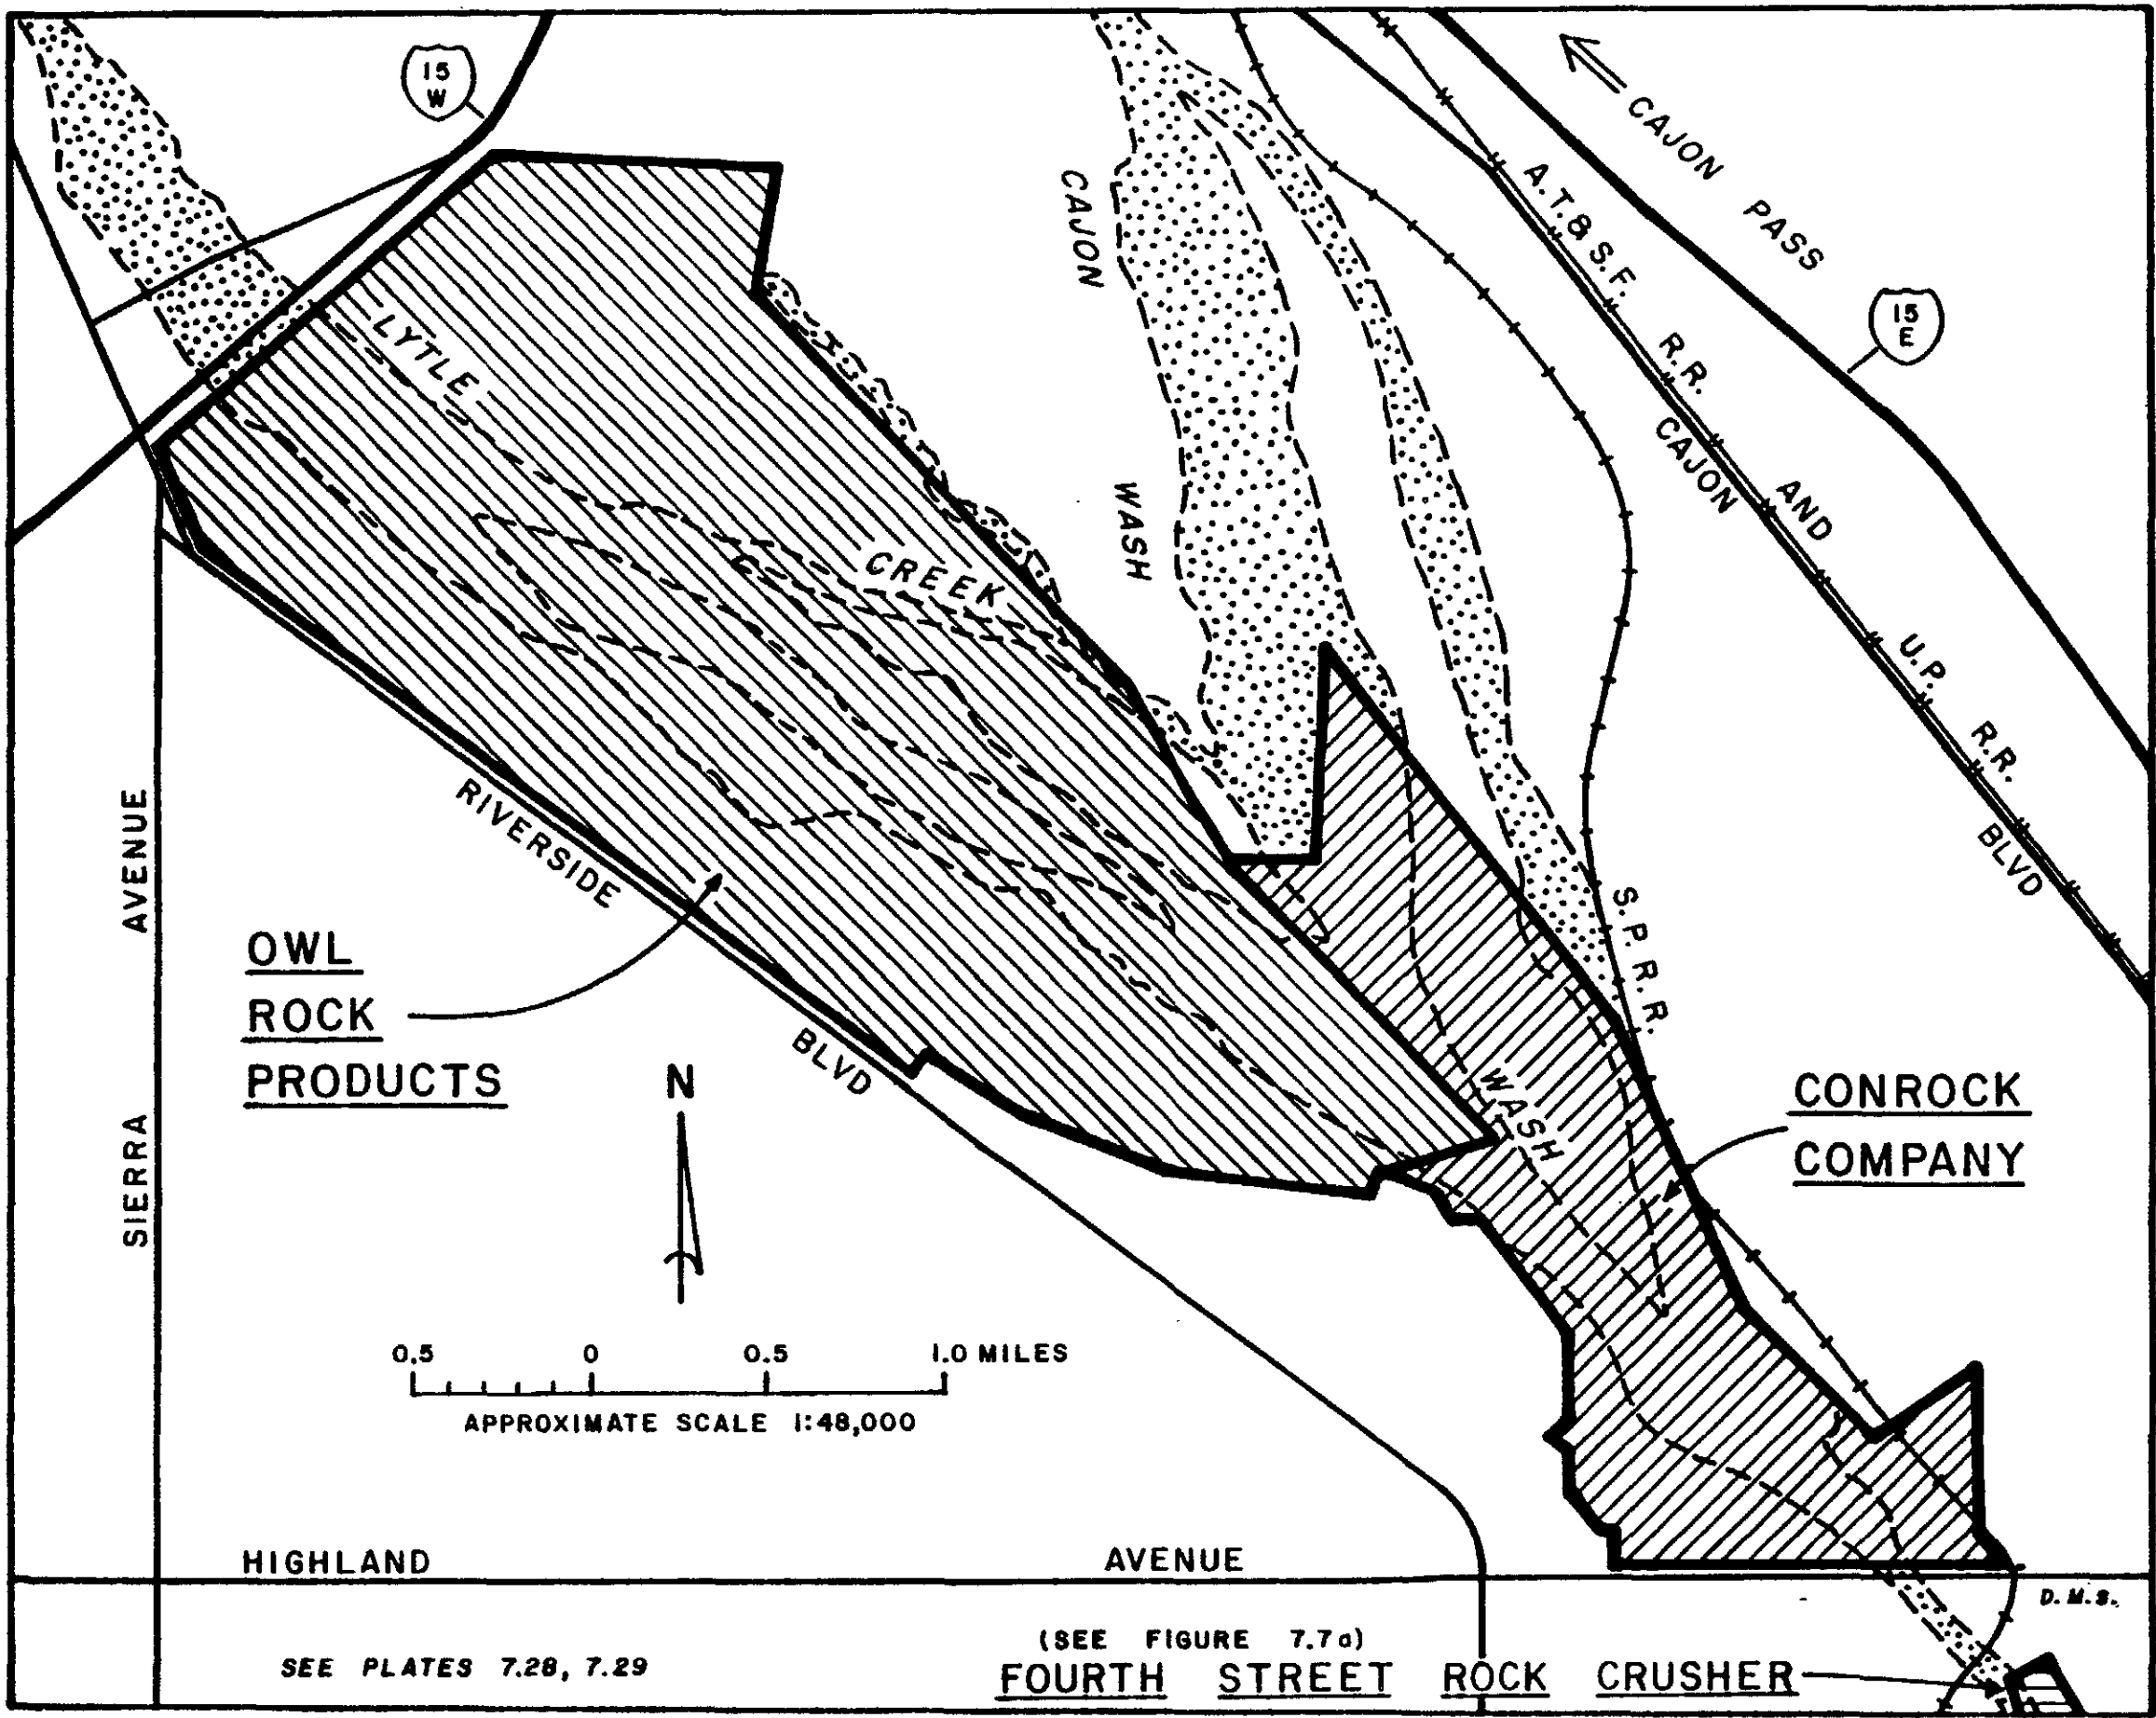 15
W
CAJON PASS
A.T.&S.F. R.R. AND U.P. R.R.
15
E
CAJON BLVD
CAJON WASH
LYTLE CREEK WASH
S.P.R.R.
RIVERSIDE BLVD
SIERRA AVENUE
OWL
ROCK
PRODUCTS
N
CONROCK
COMPANY
0.5 0 0.5 1.0 MILES
APPROXIMATE SCALE 1:48,000
HIGHLAND AVENUE
D.M.S.
(SEE FIGURE 7.7a)
SEE PLATES 7.28, 7.29
FOURTH STREET ROCK CRUSHER